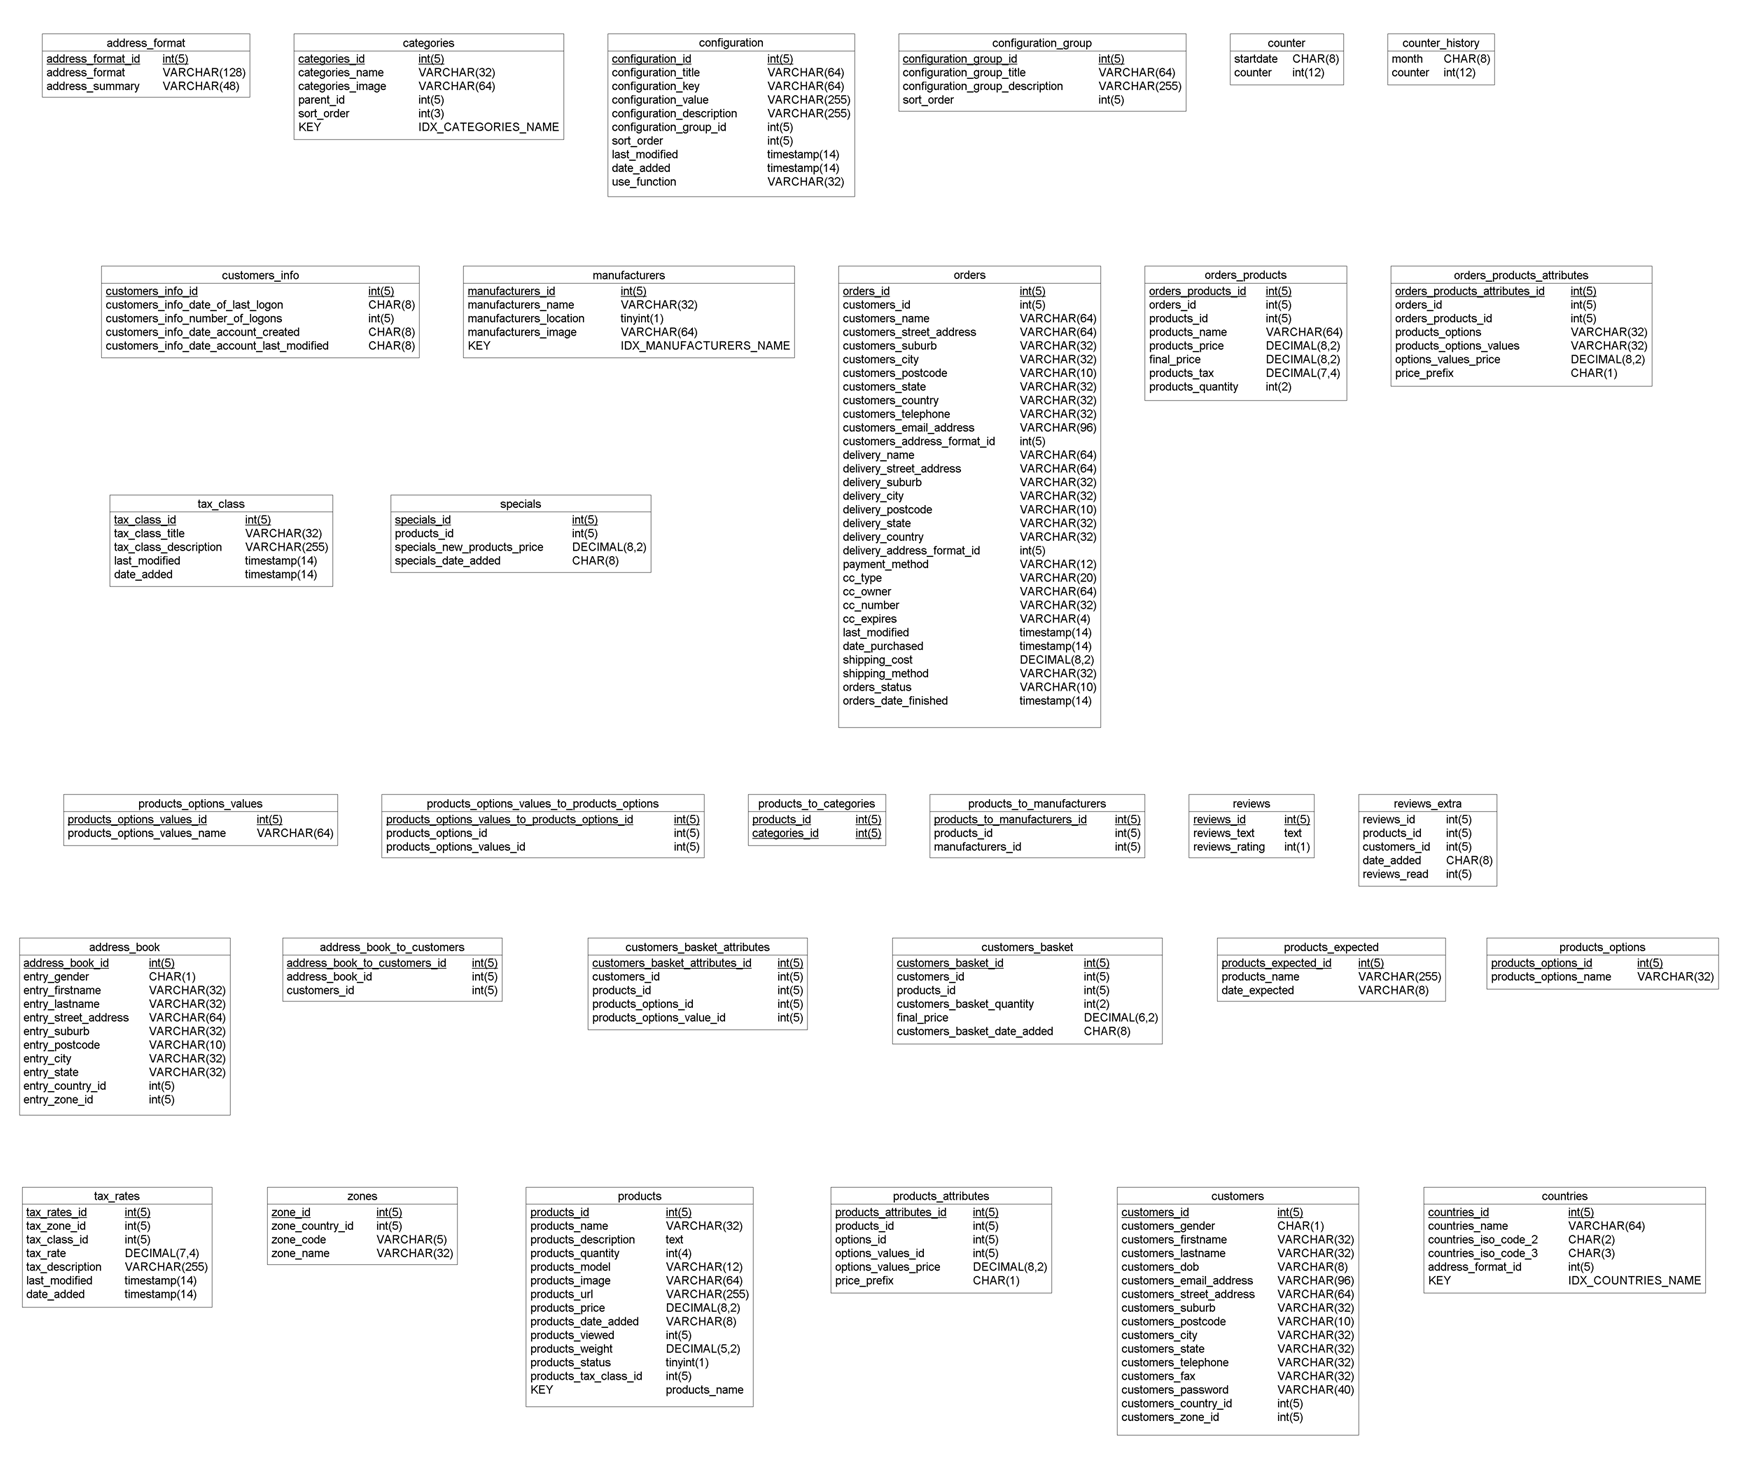 address_format
address_format_id int(5)
address_format VARCHAR(128)
address_summary VARCHAR(48)
categories
categories_id int(5)
categories_name VARCHAR(32)
categories_image VARCHAR(64)
parent_id int(5)
sort_order int(3)
KEY IDX_CATEGORIES_NAME
configuration
configuration_id int(5)
configuration_title VARCHAR(64)
configuration_key VARCHAR(64)
configuration_value VARCHAR(255)
configuration_description VARCHAR(255)
configuration_group_id int(5)
sort_order int(5)
last_modified timestamp(14)
date_added timestamp(14)
use_function VARCHAR(32)
configuration_group
configuration_group_id int(5)
configuration_group_title VARCHAR(64)
configuration_group_description VARCHAR(255)
sort_order int(5)
counter
startdate CHAR(8)
counter int(12)
counter_history
month CHAR(8)
counter int(12)
customers_info
customers_info_id int(5)
customers_info_date_of_last_logon CHAR(8)
customers_info_number_of_logons int(5)
customers_info_date_account_created CHAR(8)
customers_info_date_account_last_modified CHAR(8)
manufacturers
manufacturers_id int(5)
manufacturers_name VARCHAR(32)
manufacturers_location tinyint(1)
manufacturers_image VARCHAR(64)
KEY IDX_MANUFACTURERS_NAME
orders
orders_id int(5)
customers_id int(5)
customers_name VARCHAR(64)
customers_street_address VARCHAR(64)
customers_suburb VARCHAR(32)
customers_city VARCHAR(32)
customers_postcode VARCHAR(10)
customers_state VARCHAR(32)
customers_country VARCHAR(32)
customers_telephone VARCHAR(32)
customers_email_address VARCHAR(96)
customers_address_format_id int(5)
delivery_name VARCHAR(64)
delivery_street_address VARCHAR(64)
delivery_suburb VARCHAR(32)
delivery_city VARCHAR(32)
delivery_postcode VARCHAR(10)
delivery_state VARCHAR(32)
delivery_country VARCHAR(32)
delivery_address_format_id int(5)
payment_method VARCHAR(12)
cc_type VARCHAR(20)
cc_owner VARCHAR(64)
cc_number VARCHAR(32)
cc_expires VARCHAR(4)
last_modified timestamp(14)
date_purchased timestamp(14)
shipping_cost DECIMAL(8,2)
shipping_method VARCHAR(32)
orders_status VARCHAR(10)
orders_date_finished timestamp(14)
orders_products
orders_products_id int(5)
orders_id int(5)
products_id int(5)
products_name VARCHAR(64)
products_price DECIMAL(8,2)
final_price DECIMAL(8,2)
products_tax DECIMAL(7,4)
products_quantity int(2)
orders_products_attributes
orders_products_attributes_id int(5)
orders_id int(5)
orders_products_id int(5)
products_options VARCHAR(32)
products_options_values VARCHAR(32)
options_values_price DECIMAL(8,2)
price_prefix CHAR(1)
tax_class
tax_class_id int(5)
tax_class_title VARCHAR(32)
tax_class_description VARCHAR(255)
last_modified timestamp(14)
date_added timestamp(14)
specials
specials_id int(5)
products_id int(5)
specials_new_products_price DECIMAL(8,2)
specials_date_added CHAR(8)
products_options_values
products_options_values_id int(5)
products_options_values_name VARCHAR(64)
products_options_values_to_products_options
products_options_values_to_products_options_id int(5)
products_options_id int(5)
products_options_values_id int(5)
products_to_categories
products_id int(5)
categories_id int(5)
products_to_manufacturers
products_to_manufacturers_id int(5)
products_id int(5)
manufacturers_id int(5)
reviews
reviews_id int(5)
reviews_text text
reviews_rating int(1)
reviews_extra
reviews_id int(5)
products_id int(5)
customers_id int(5)
date_added CHAR(8)
reviews_read int(5)
address_book
address_book_id int(5)
entry_gender CHAR(1)
entry_firstname VARCHAR(32)
entry_lastname VARCHAR(32)
entry_street_address VARCHAR(64)
entry_suburb VARCHAR(32)
entry_postcode VARCHAR(10)
entry_city VARCHAR(32)
entry_state VARCHAR(32)
entry_country_id int(5)
entry_zone_id int(5)
address_book_to_customers
address_book_to_customers_id int(5)
address_book_id int(5)
customers_id int(5)
customers_basket_attributes
customers_basket_attributes_id int(5)
customers_id int(5)
products_id int(5)
products_options_id int(5)
products_options_value_id int(5)
customers_basket
customers_basket_id int(5)
customers_id int(5)
products_id int(5)
customers_basket_quantity int(2)
final_price DECIMAL(6,2)
customers_basket_date_added CHAR(8)
products_expected
products_expected_id int(5)
products_name VARCHAR(255)
date_expected VARCHAR(8)
products_options
products_options_id int(5)
products_options_name VARCHAR(32)
tax_rates
tax_rates_id int(5)
tax_zone_id int(5)
tax_class_id int(5)
tax_rate DECIMAL(7,4)
tax_description VARCHAR(255)
last_modified timestamp(14)
date_added timestamp(14)
zones
zone_id int(5)
zone_country_id int(5)
zone_code VARCHAR(5)
zone_name VARCHAR(32)
products
products_id int(5)
products_name VARCHAR(32)
products_description text
products_quantity int(4)
products_model VARCHAR(12)
products_image VARCHAR(64)
products_url VARCHAR(255)
products_price DECIMAL(8,2)
products_date_added VARCHAR(8)
products_viewed int(5)
products_weight DECIMAL(5,2)
products_status tinyint(1)
products_tax_class_id int(5)
KEY products_name
products_attributes
products_attributes_id int(5)
products_id int(5)
options_id int(5)
options_values_id int(5)
options_values_price DECIMAL(8,2)
price_prefix CHAR(1)
customers
customers_id int(5)
customers_gender CHAR(1)
customers_firstname VARCHAR(32)
customers_lastname VARCHAR(32)
customers_dob VARCHAR(8)
customers_email_address VARCHAR(96)
customers_street_address VARCHAR(64)
customers_suburb VARCHAR(32)
customers_postcode VARCHAR(10)
customers_city VARCHAR(32)
customers_state VARCHAR(32)
customers_telephone VARCHAR(32)
customers_fax VARCHAR(32)
customers_password VARCHAR(40)
customers_country_id int(5)
customers_zone_id int(5)
countries
countries_id int(5)
countries_name VARCHAR(64)
countries_iso_code_2 CHAR(2)
countries_iso_code_3 CHAR(3)
address_format_id int(5)
KEY IDX_COUNTRIES_NAME